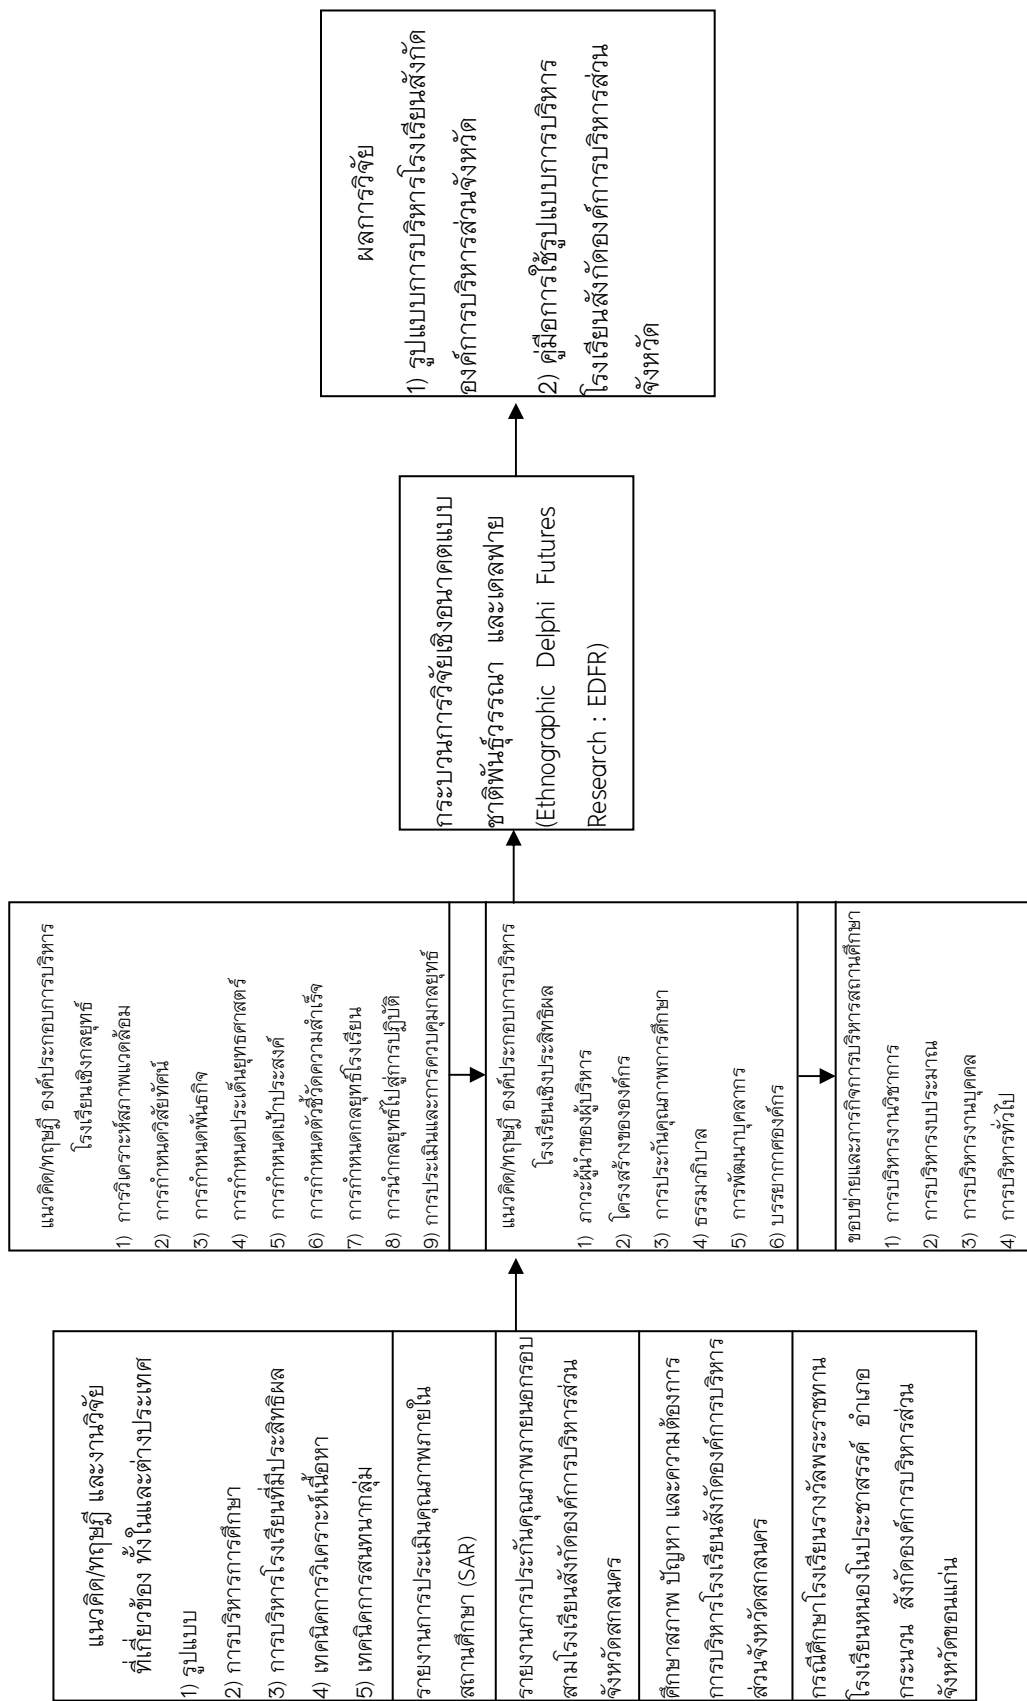 แนวคิด/ทฤษฎี และงานวิจัย
ที่เกี่ยวข้อง ทั้งในและต่างประเทศ
1) รูปแบบ
2) การบริหารการศึกษา
3) การบริหารโรงเรียนที่มีประสิทธิผล
4) เทคนิคการวิเคราะห์เนื้อหา
5) เทคนิคการสนทนากลุ่ม
รายงานการประเมินคุณภาพภายใน
สถานศึกษา (SAR)
รายงานการประกันคุณภาพภายนอกรอบ
สามโรงเรียนสังกัดองค์การบริหารส่วน
จังหวัดสกลนคร
ศึกษาสภาพ ปัญหา และความต้องการ
การบริหารโรงเรียนสังกัดองค์การบริหาร
ส่วนจังหวัดสกลนคร
กรณีศึกษาโรงเรียนรางวัลพระราชทาน
โรงเรียนหนองโนประชาสรรค์ อำเภอ
กระนวน สังกัดองค์การบริหารส่วน
จังหวัดขอนแก่น
แนวคิด/ทฤษฎี องค์ประกอบการบริหาร
โรงเรียนเชิงกลยุทธ์
1) การวิเคราะห์สภาพแวดล้อม
2) การกำหนดวิสัยทัศน์
3) การกำหนดพันธกิจ
4) การกำหนดประเด็นยุทธศาสตร์
5) การกำหนดเป้าประสงค์
6) การกำหนดตัวชี้วัดความสำเร็จ
7) การกำหนดกลยุทธ์โรงเรียน
8) การนำกลยุทธ์ไปสู่การปฏิบัติ
9) การประเมินและการควบคุมกลยุทธ์
แนวคิด/ทฤษฎี องค์ประกอบการบริหาร
โรงเรียนเชิงประสิทธิผล
1) ภาวะผู้นำของผู้บริหาร
2) โครงสร้างขององค์กร
3) การประกันคุณภาพการศึกษา
4) ธรรมาภิบาล
5) การพัฒนาบุคลากร
6) บรรยากาศองค์กร
ขอบข่ายและภารกิจการบริหารสถานศึกษา
1) การบริหารงานวิชาการ
2) การบริหารงบประมาณ
3) การบริหารงานบุคคล
4) การบริหารทั่วไป
กระบวนการวิจัยเชิงอนาคตแบบ
ชาติพันธุ์วรรณา และเดลฟาย
(Ethnographic Delphi Futures
Research : EDFR)
ผลการวิจัย
1) รูปแบบการบริหารโรงเรียนสังกัด
องค์การบริหารส่วนจังหวัด
2) คู่มือการใช้รูปแบบการบริหาร
โรงเรียนสังกัดองค์การบริหารส่วน
จังหวัด